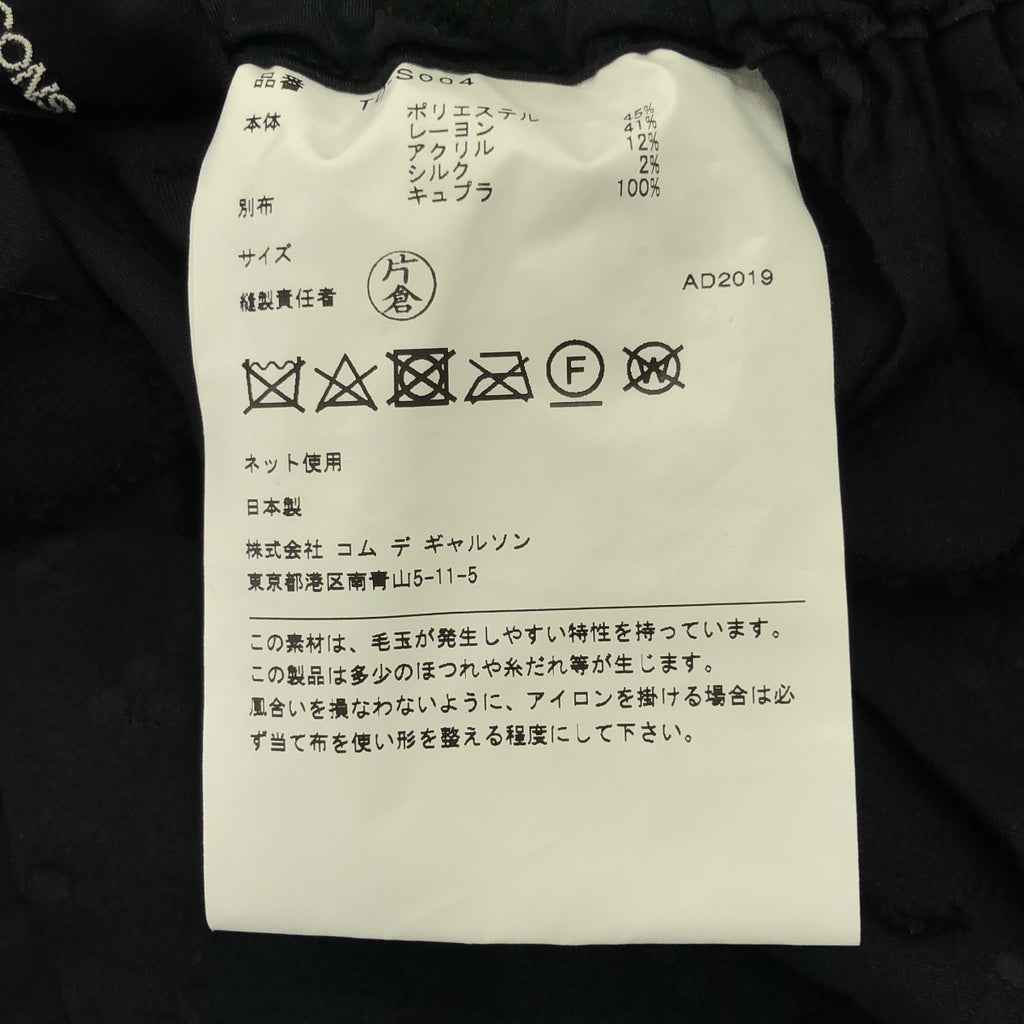 CONS
品番 S004
本体 ポリエステル 45%
レーヨン 41%
アクリル 12%
シルク 2%
別布 キュプラ 100%
サイズ
縫製責任者 片倉 AD2019
F W
ネット使用
日本製
株式会社 コム デ ギャルソン
東京都港区南青山5-11-5
この素材は、毛玉が発生しやすい特性を持っています。
この製品は多少のほつれや糸だれ等が生じます。
風合いを損なわないように、アイロンを掛ける場合は必
ず当て布を使い形を整える程度にして下さい。